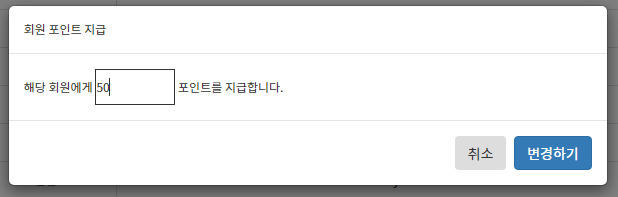 회원 포인트 지급
해당 회원에게 50 포인트를 지급합니다.
취소 변경하기